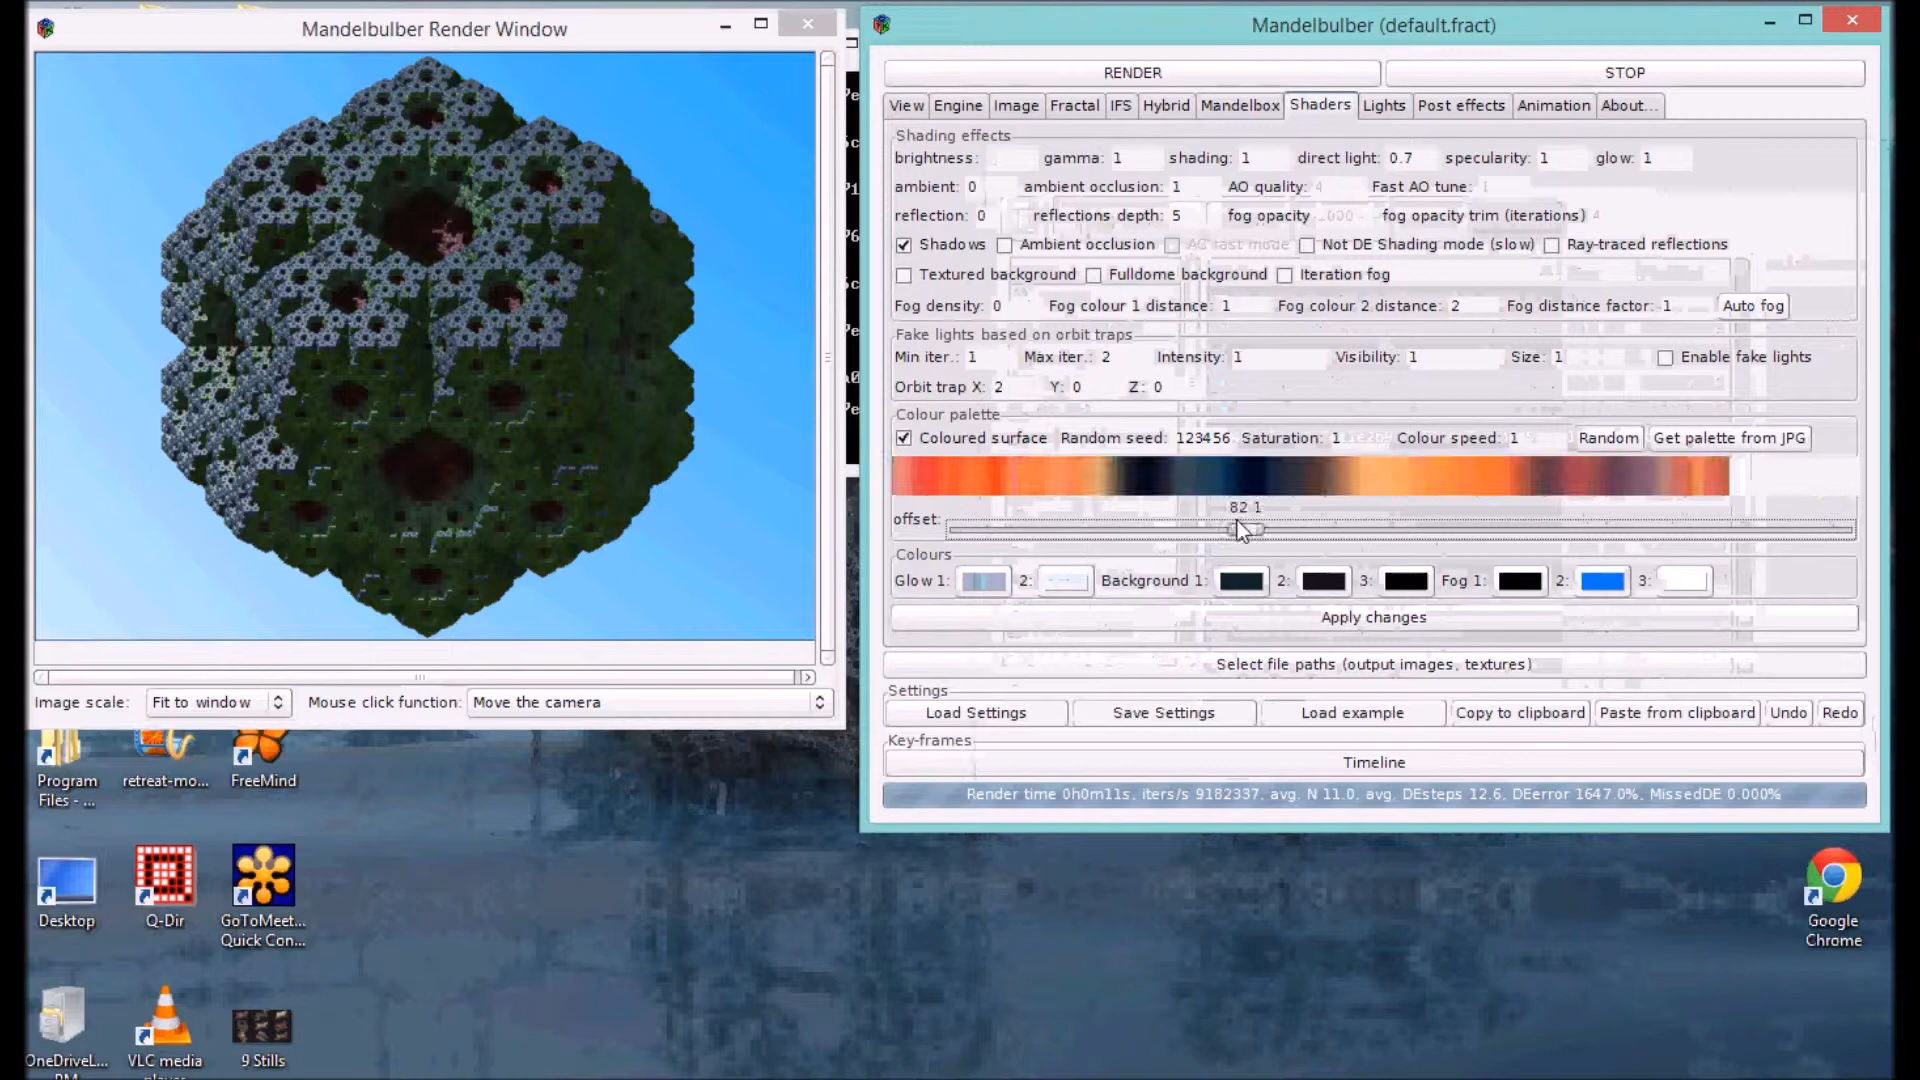 Mandelbulber Render Window
Image scale: Fit to window Mouse click function: Move the camera
Mandelbulber (default.fract)
RENDER STOP
View Engine Image Fractal IFS Hybrid Mandelbox Shaders Lights Post effects Animation About...
Shading effects
brightness: gamma: 1 shading: 1 direct light: 0.7 specularity: 1 glow: 1
ambient: 0 ambient occlusion: 1 AO quality: 4 Fast AO tune: 1
reflection: 0 reflections depth: 5 fog opacity fog opacity trim (iterations) 4
Shadows Ambient occlusion AO fast mode Not DE Shading mode (slow) Ray-traced reflections
Textured background Fulldome background Iteration fog
Fog density: 0 Fog colour 1 distance: 1 Fog colour 2 distance: 2 Fog distance factor: 1 Auto fog
Fake lights based on orbit traps
Min iter.: 1 Max iter.: 2 Intensity: 1 Visibility: 1 Size: 1 Enable fake lights
Orbit trap X: 2 Y: 0 Z: 0
Colour palette
Coloured surface Random seed: 123456 Saturation: 1 Colour speed: 1 Random Get palette from JPG
82 1
offset:
Colours
Glow 1: 2: Background 1: 2: 3: Fog 1: 2: 3:
Apply changes
Select file paths (output images, textures)
Settings
Load Settings Save Settings Load example Copy to clipboard Paste from clipboard Undo Redo
Key-frames
Timeline
Render time 0h0m11s, iters/s 9182337, avg. N 11.0, avg. DEsteps 12.6, DEerror 1647.0%, MissedDE 0.000%
Program
Files - ...
retreat-mo...
FreeMind
Desktop
Q-Dir
GoToMeet...
Quick Con...
Google
Chrome
OneDriveL...
VLC media
9 Stills